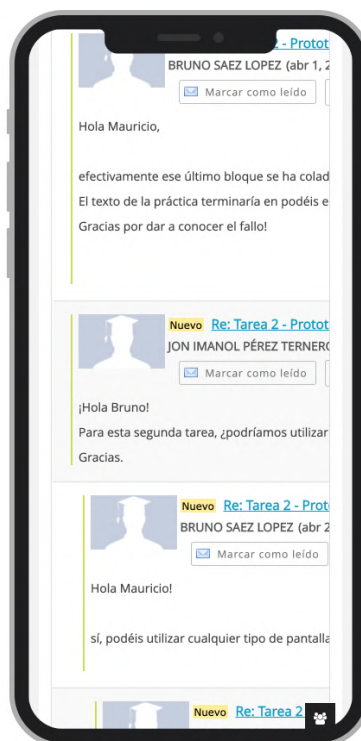 2 - Protot
BRUNO SAEZ LOPEZ (abr 1, 2
Marcar como leído
Hola Mauricio,
efectivamente ese último bloque se ha colad
El texto de la práctica terminaría en podéis e
Gracias por dar a conocer el fallo!
Nuevo Re: Tarea 2 - Protot
JON IMANOL PÉREZ TERNERO
Marcar como leído
¡Hola Bruno!
Para esta segunda tarea, ¿podríamos utilizar
Gracias.
Nuevo Re: Tarea 2 - Prot
BRUNO SAEZ LOPEZ (abr 2
Marcar como leído
Hola Mauricio!
sí, podéis utilizar cualquier tipo de pantalla
Nuevo Re: Tarea 2